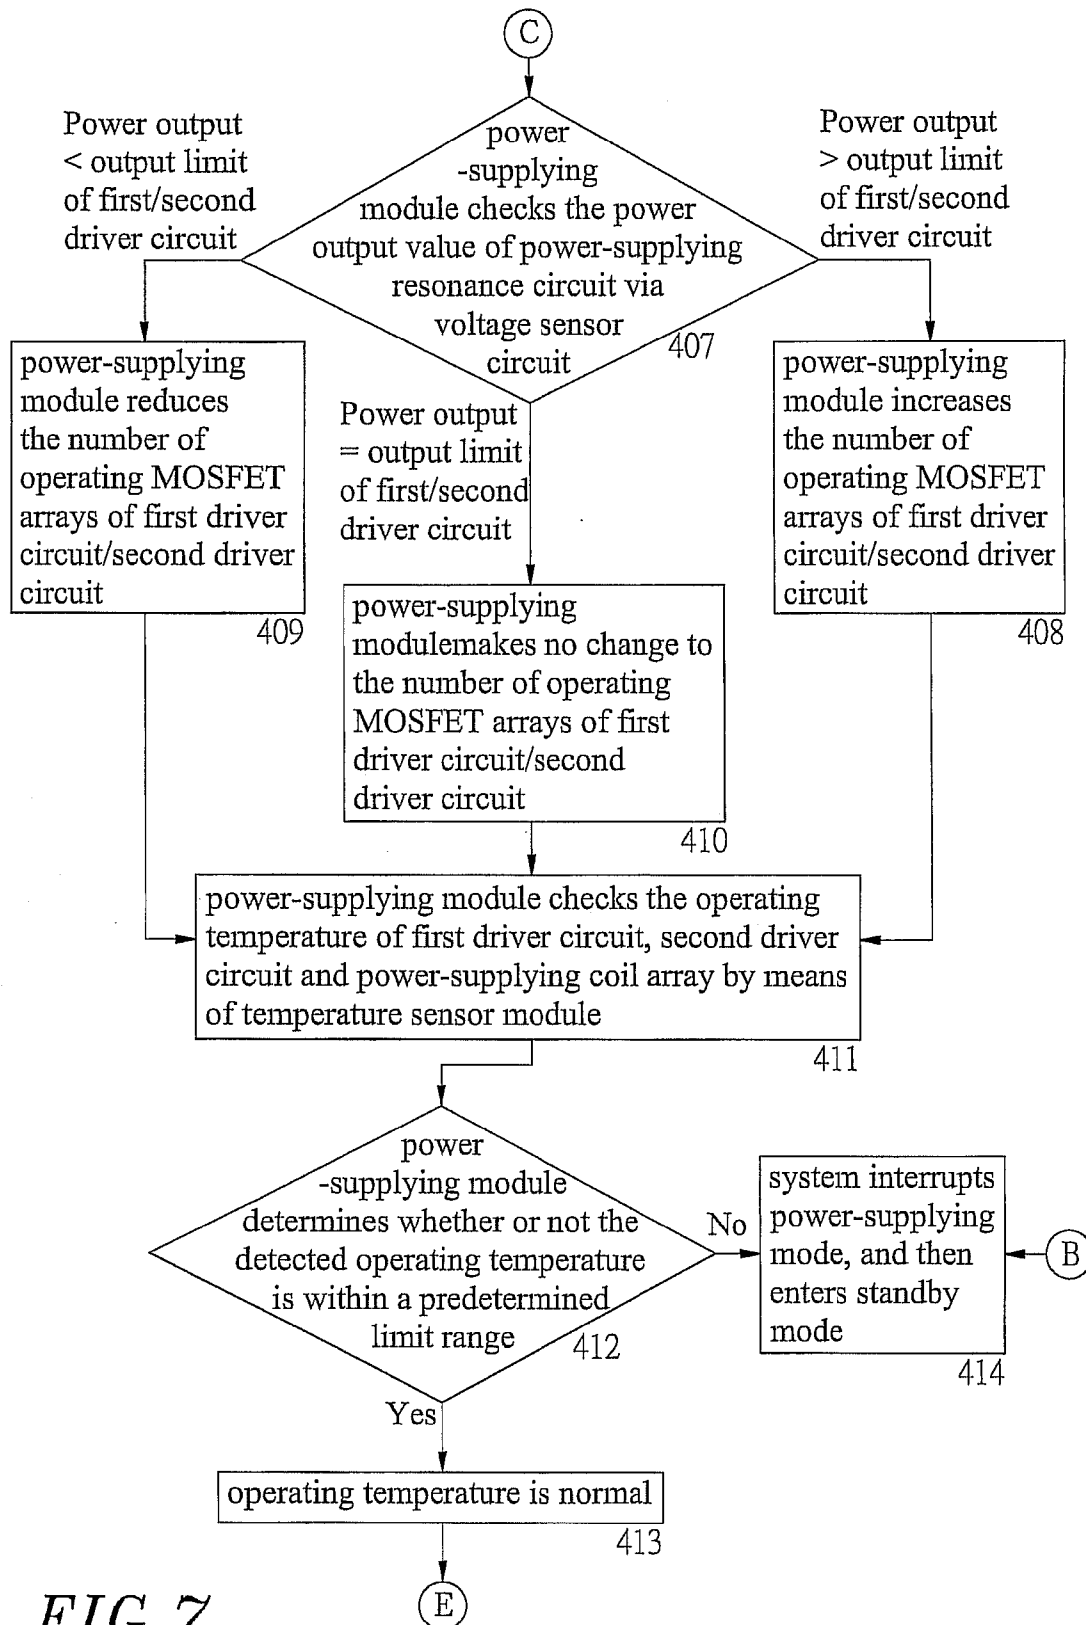 C
Power output
< output limit
of first/second
driver circuit
power
-supplying
module checks the power
output value of power-supplying
resonance circuit via
voltage sensor
circuit
407
Power output
> output limit
of first/second
driver circuit
power-supplying
module reduces
the number of
operating MOSFET
arrays of first driver
circuit/second driver
circuit
409
Power output
= output limit
of first/second
driver circuit
power-supplying
module increases
the number of
operating MOSFET
arrays of first driver
circuit/second driver
circuit
408
power-supplying
modulemakes no change to
the number of operating
MOSFET arrays of first
driver circuit/second
driver circuit
410
power-supplying module checks the operating
temperature of first driver circuit, second driver
circuit and power-supplying coil array by means
of temperature sensor module
411
power
-supplying module
determines whether or not the
detected operating temperature
is within a predetermined
limit range
412
No
system interrupts
power-supplying
mode, and then
enters standby
mode
414
B
Yes
operating temperature is normal
413
E
FIG. 7